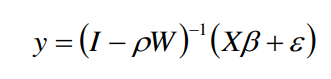 y = (I − ρW)⁻¹(Xβ + ε)